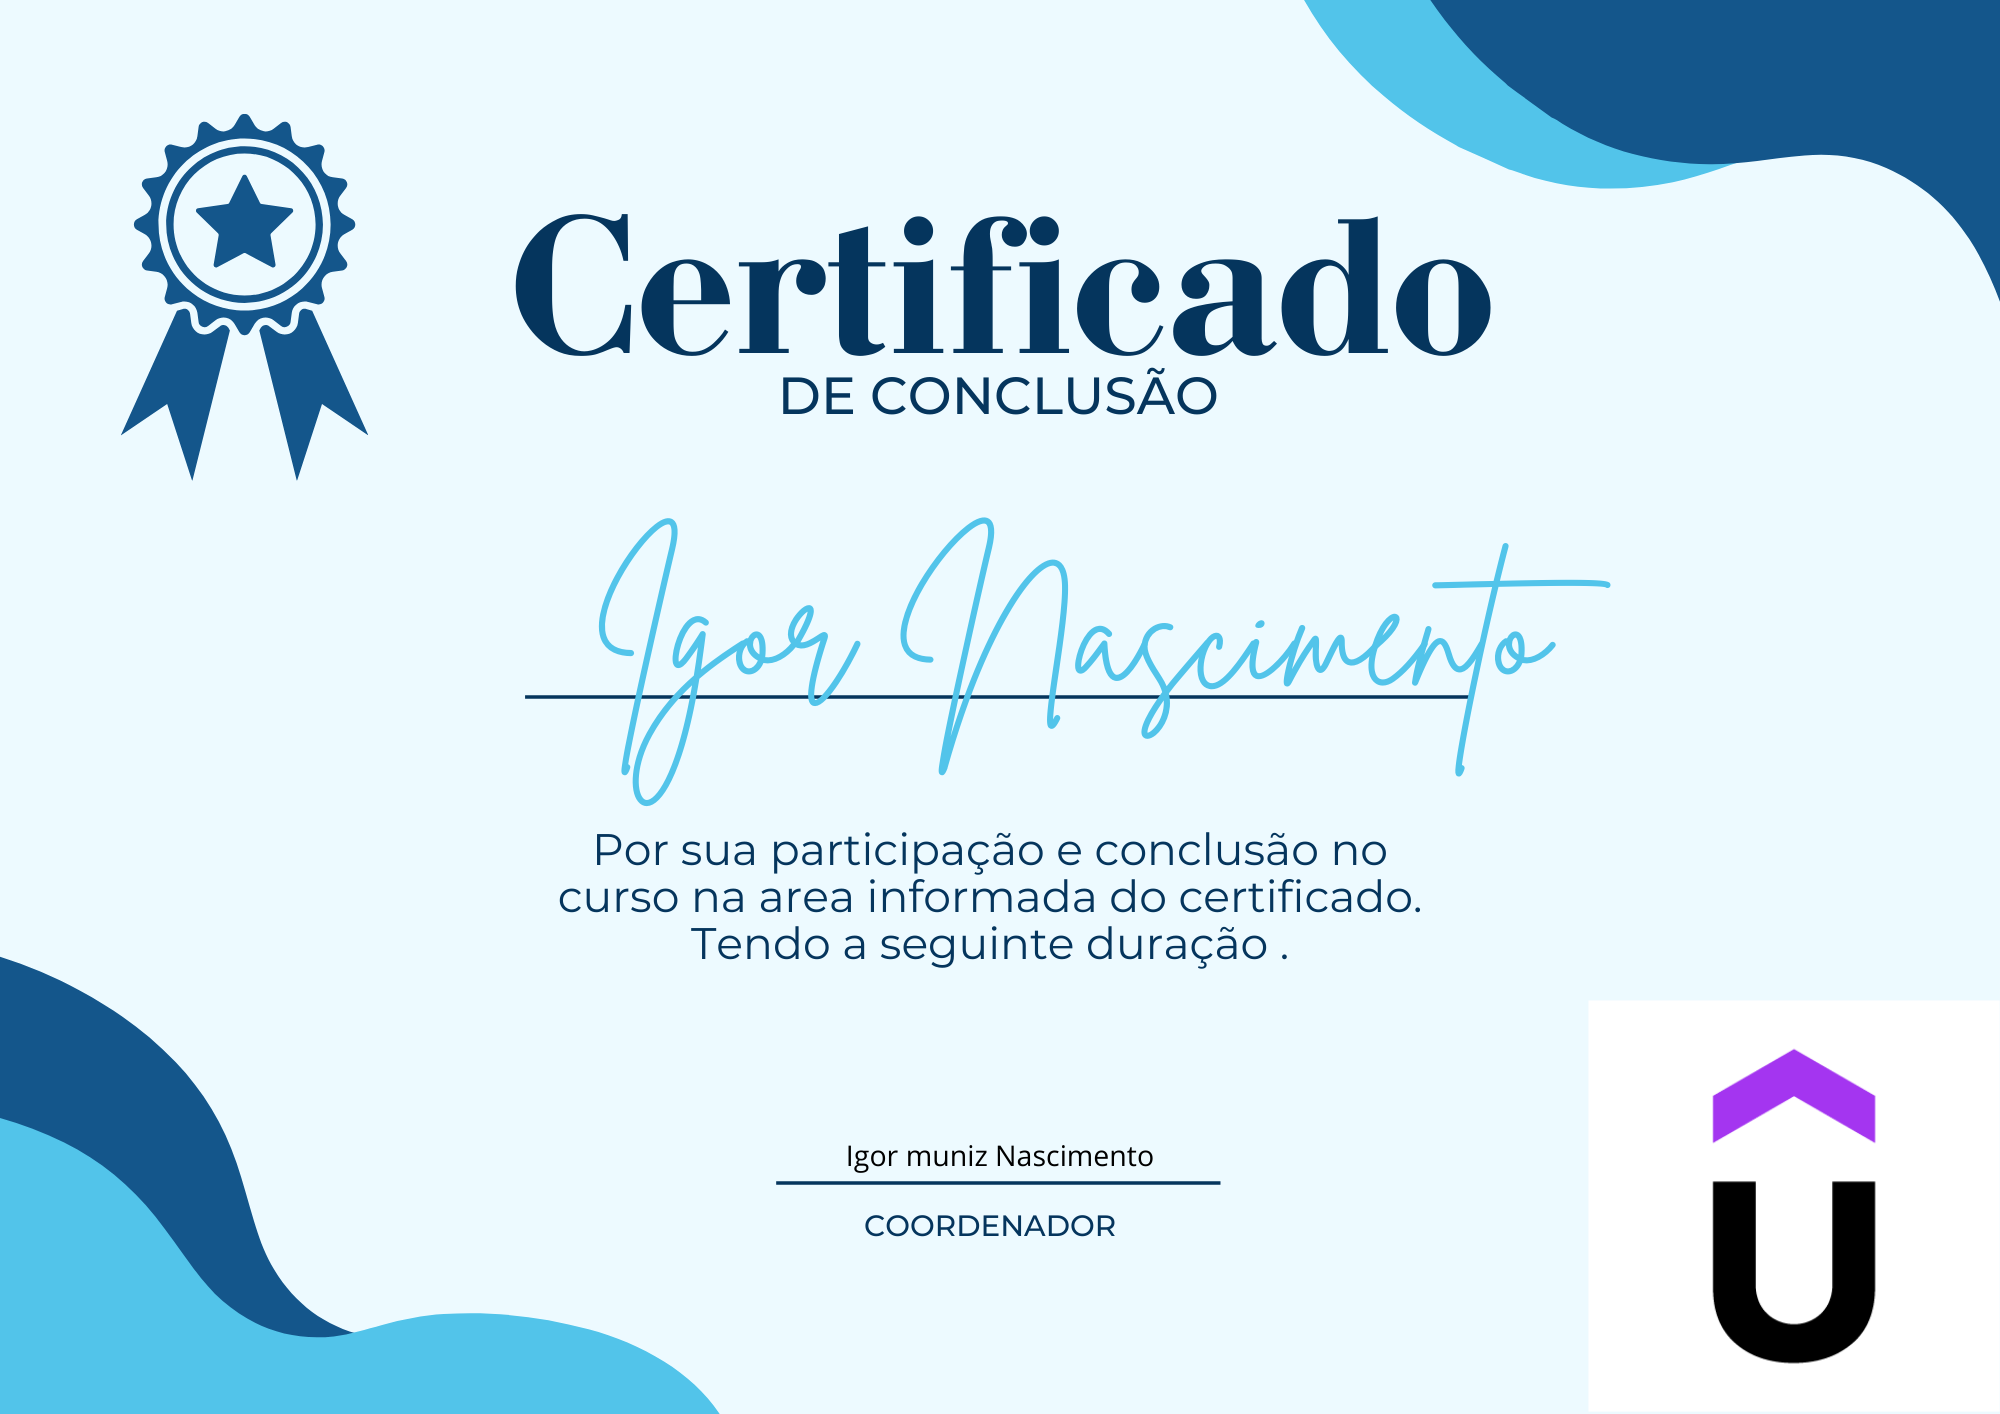 Certificado
DE CONCLUSÃO
Igor Nascimento
Por sua participação e conclusão no
curso na area informada do certificado.
Tendo a seguinte duração .
Igor muniz Nascimento
COORDENADOR